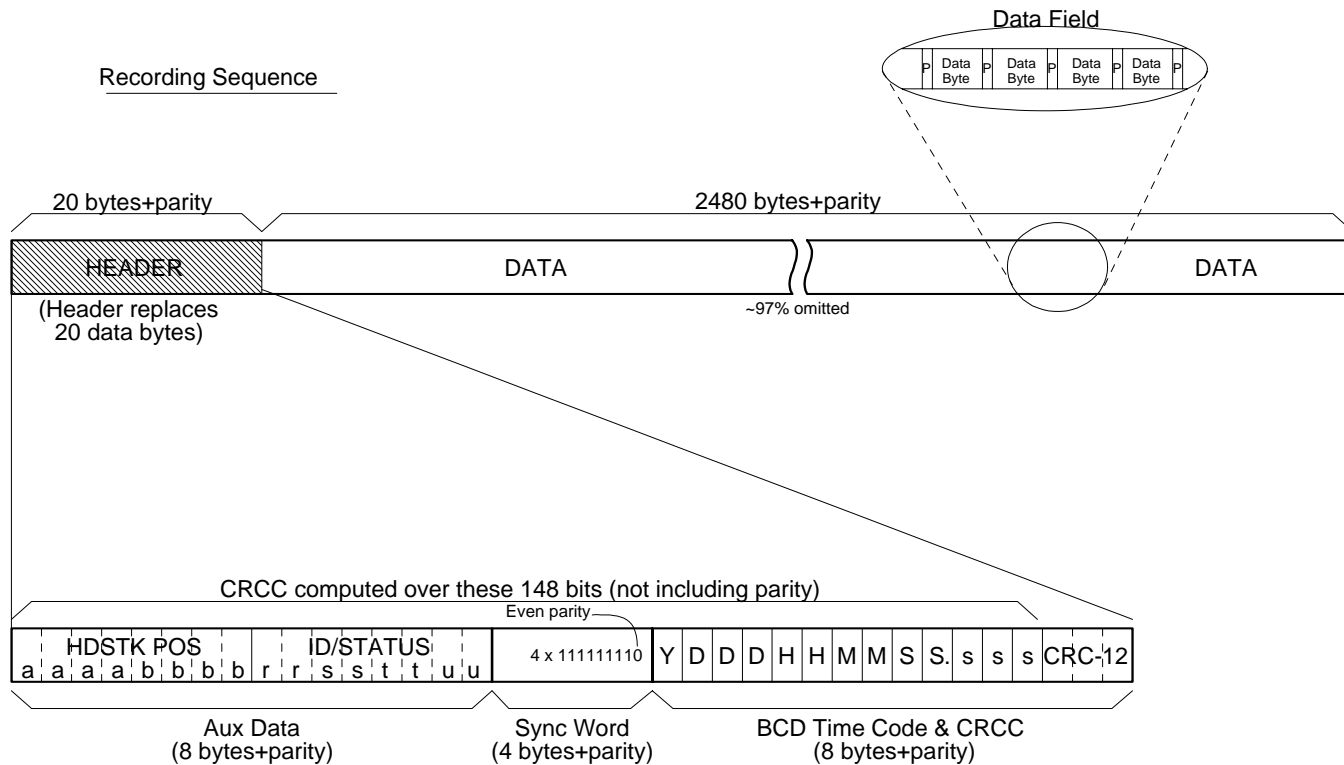 Data Field
P Data Byte P Data Byte P Data Byte P Data Byte P
Recording Sequence
20 bytes+parity
2480 bytes+parity
HEADER
DATA
DATA
(Header replaces
20 data bytes)
~97% omitted
CRCC computed over these 148 bits (not including parity)
Even parity
HDSTK POS
ID/STATUS
a a a a b b b b r r s s t t u u
4 x 111111110
Y D D D H H M M S S. s s s CRC-12
Aux Data
(8 bytes+parity)
Sync Word
(4 bytes+parity)
BCD Time Code & CRCC
(8 bytes+parity)